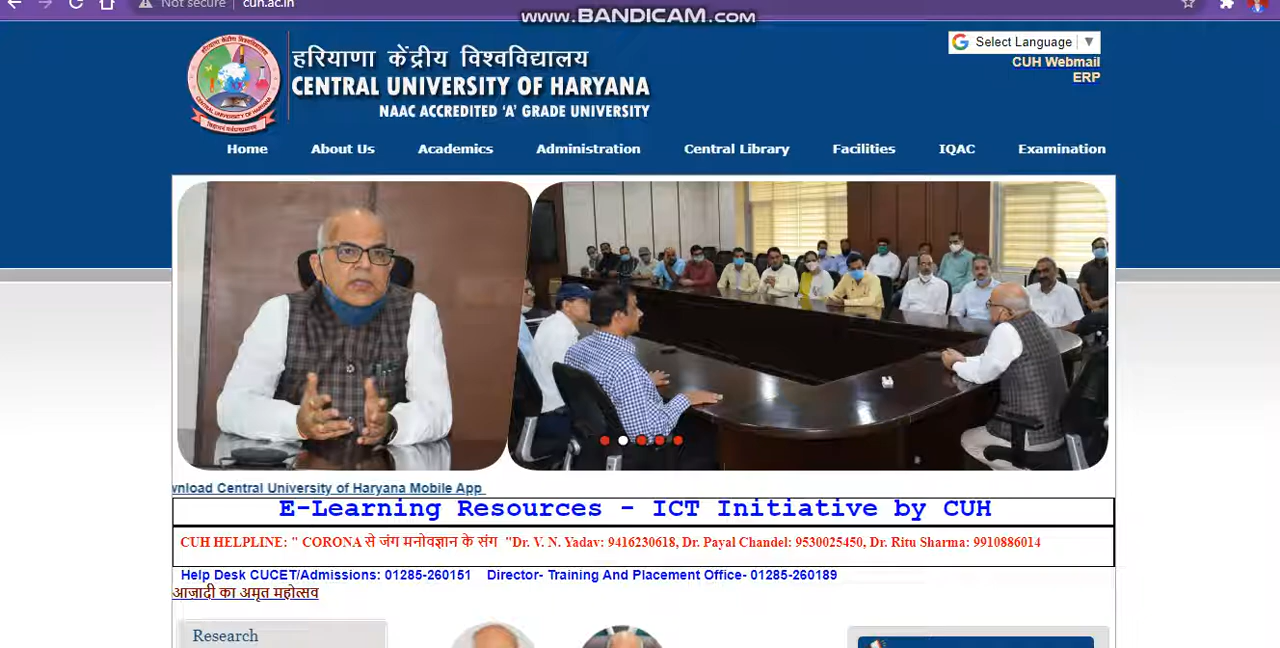 Not secure | cuh.ac.in
www.BANDICAM.com
Select Language ▼
CUH Webmail
ERP
हरियाणा केंद्रीय विश्वविद्यालय
CENTRAL UNIVERSITY OF HARYANA
NAAC ACCREDITED 'A' GRADE UNIVERSITY
CENTRAL UNIVERSITY OF HARYANA
Home About Us Academics Administration Central Library Facilities IQAC Examination
wnload Central University of Haryana Mobile App
E-Learning Resources - ICT Initiative by CUH
CUH HELPLINE: " CORONA से जंग मनोवज्ञान के संग "Dr. V. N. Yadav: 9416230618, Dr. Payal Chandel: 9530025450, Dr. Ritu Sharma: 9910886014
Help Desk CUCET/Admissions: 01285-260151 Director- Training And Placement Office- 01285-260189
आजादी का अमृत महोत्सव
Research